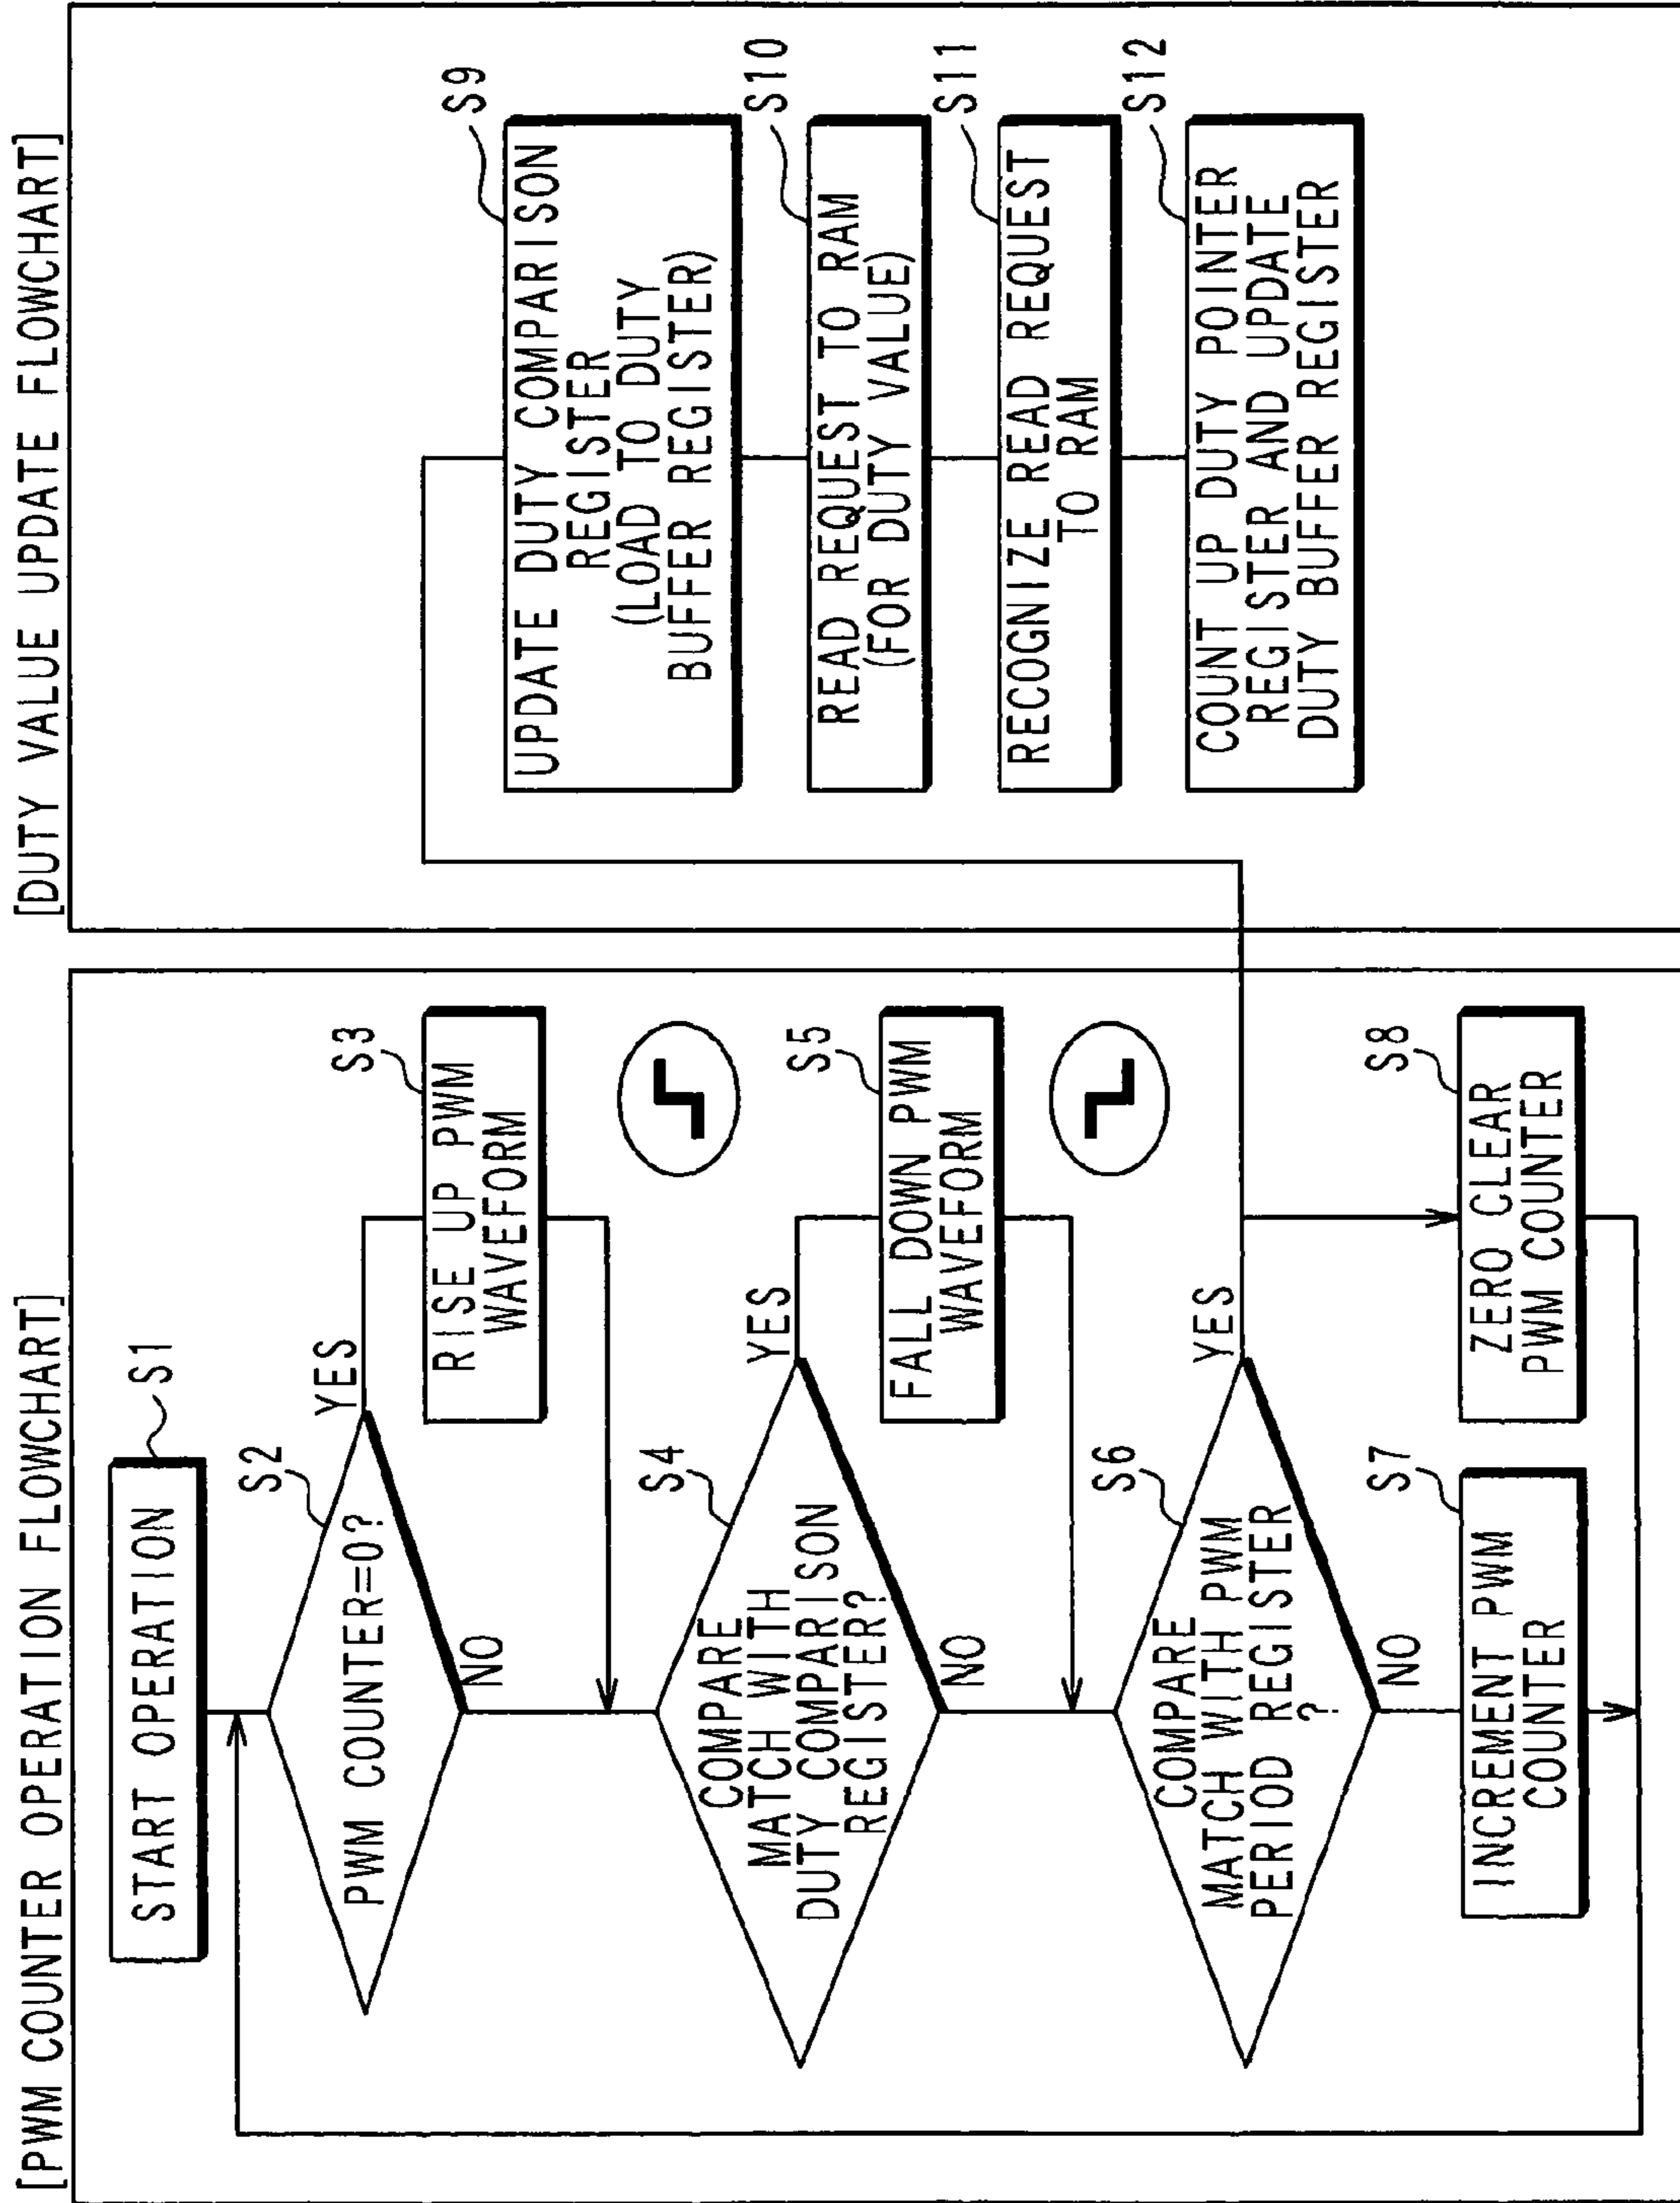 [PWM COUNTER OPERATION FLOWCHART]
START OPERATION
S1
PWM COUNTER=0?
S2
YES
NO
RISE UP PWM
WAVEFORM
S3
COMPARE
MATCH WITH
DUTY COMPARISON
REGISTER?
S4
YES
NO
FALL DOWN PWM
WAVEFORM
S5
COMPARE
MATCH WITH PWM
PERIOD REGISTER
?
S6
YES
NO
INCREMENT PWM
COUNTER
S7
ZERO CLEAR
PWM COUNTER
S8
[DUTY VALUE UPDATE FLOWCHART]
UPDATE DUTY COMPARISON
REGISTER
(LOAD TO DUTY
BUFFER REGISTER)
S9
READ REQUEST TO RAM
(FOR DUTY VALUE)
S10
RECOGNIZE READ REQUEST
TO RAM
S11
COUNT UP DUTY POINTER
REGISTER AND UPDATE
DUTY BUFFER REGISTER
S12